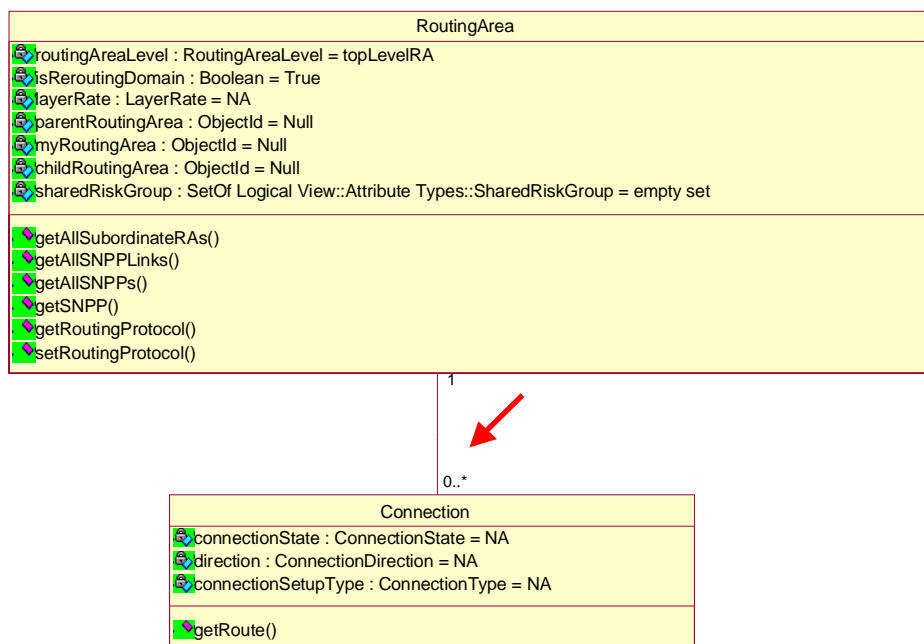 RoutingArea
routingAreaLevel : RoutingAreaLevel = topLevelRA
isReroutingDomain : Boolean = True
layerRate : LayerRate = NA
parentRoutingArea : ObjectId = Null
myRoutingArea : ObjectId = Null
childRoutingArea : ObjectId = Null
sharedRiskGroup : SetOf Logical View::Attribute Types::SharedRiskGroup = empty set
getAllSubordinateRAs()
getAllSNPPLinks()
getAllSNPPs()
getSNPP()
getRoutingProtocol()
setRoutingProtocol()
1
0..*
Connection
connectionState : ConnectionState = NA
direction : ConnectionDirection = NA
connectionSetupType : ConnectionType = NA
getRoute()